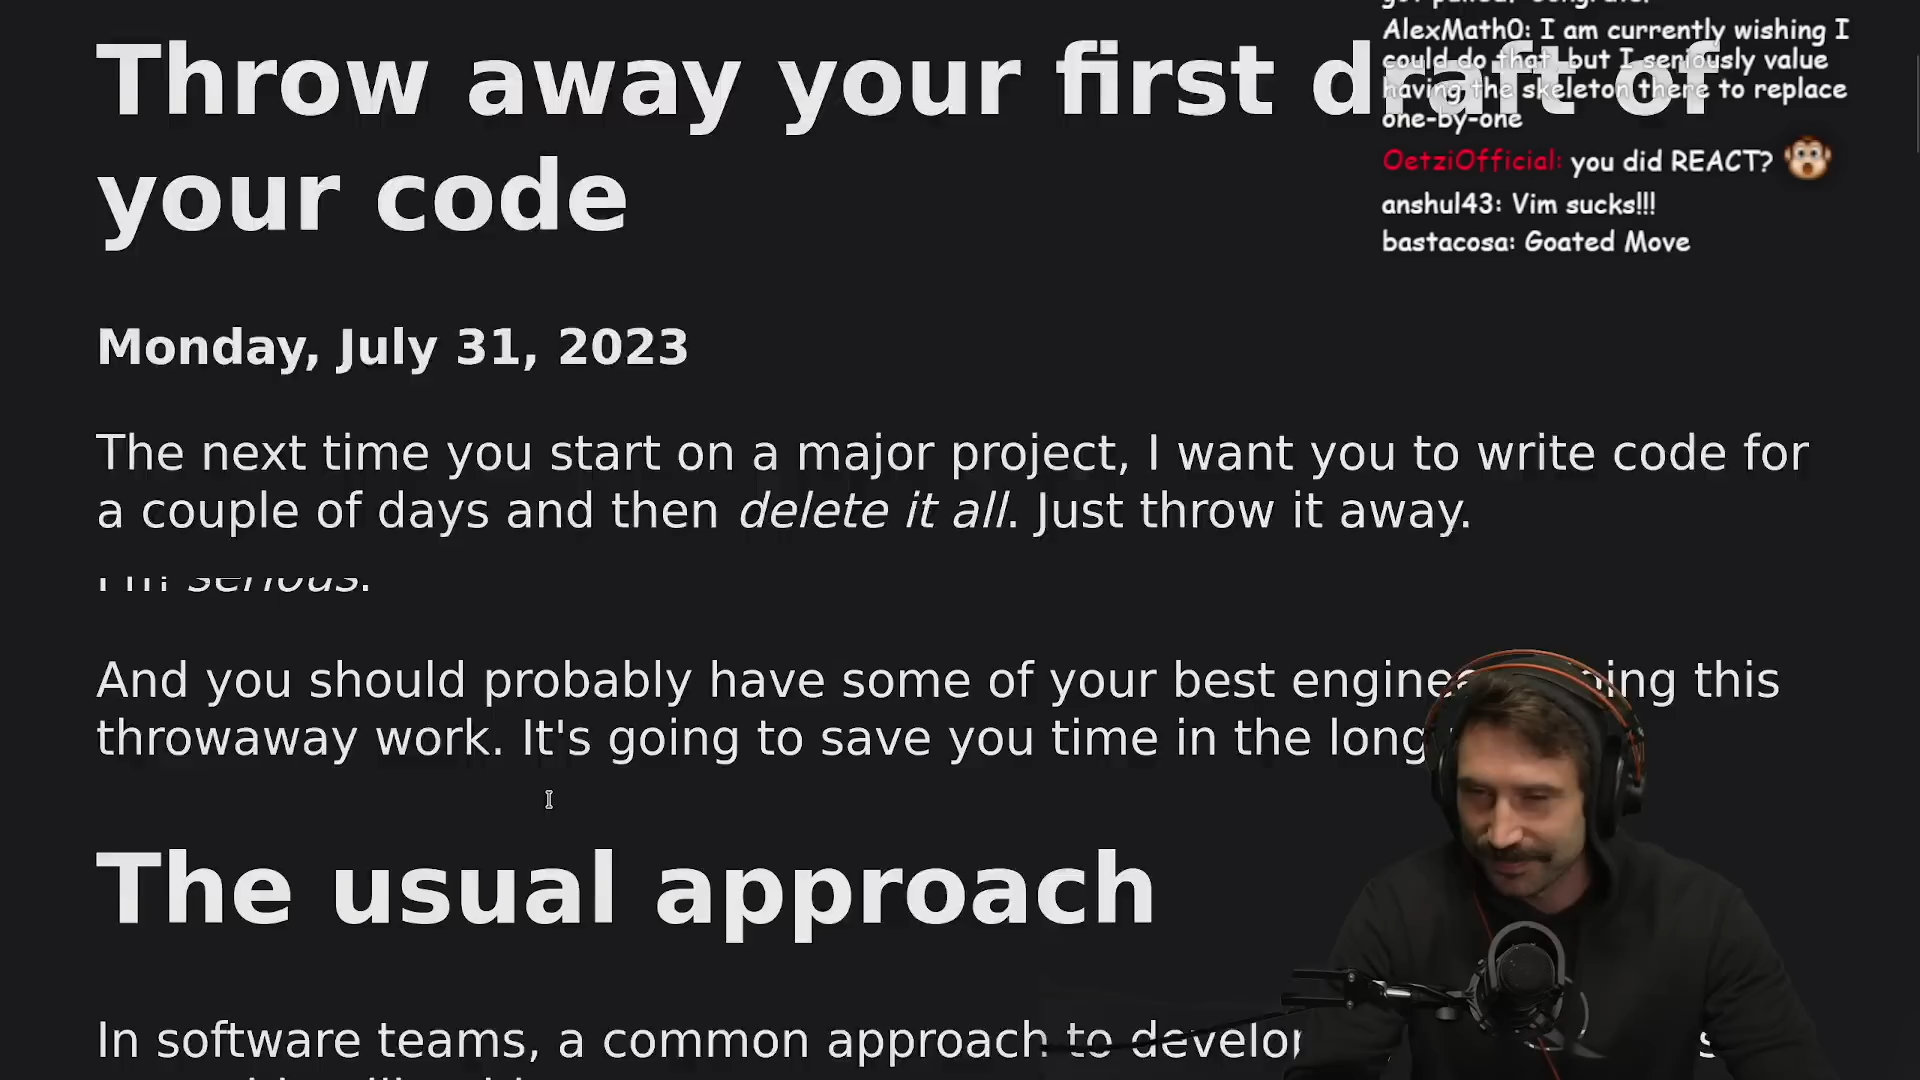 Throw away your first draft of
your code
Monday, July 31, 2023
The next time you start on a major project, I want you to write code for
a couple of days and then delete it all. Just throw it away.
I'm serious.
And you should probably have some of your best this
throwaway work. It's going to save you time in the long
The usual approach
In software teams, a common approach to
AlexMath0: I am currently wishing I
could do that, but I seriously value
having the skeleton there to replace
one-by-one
OetziOfficial: you did REACT?
anshul43: Vim sucks!!!
bastacosa: Goated Move